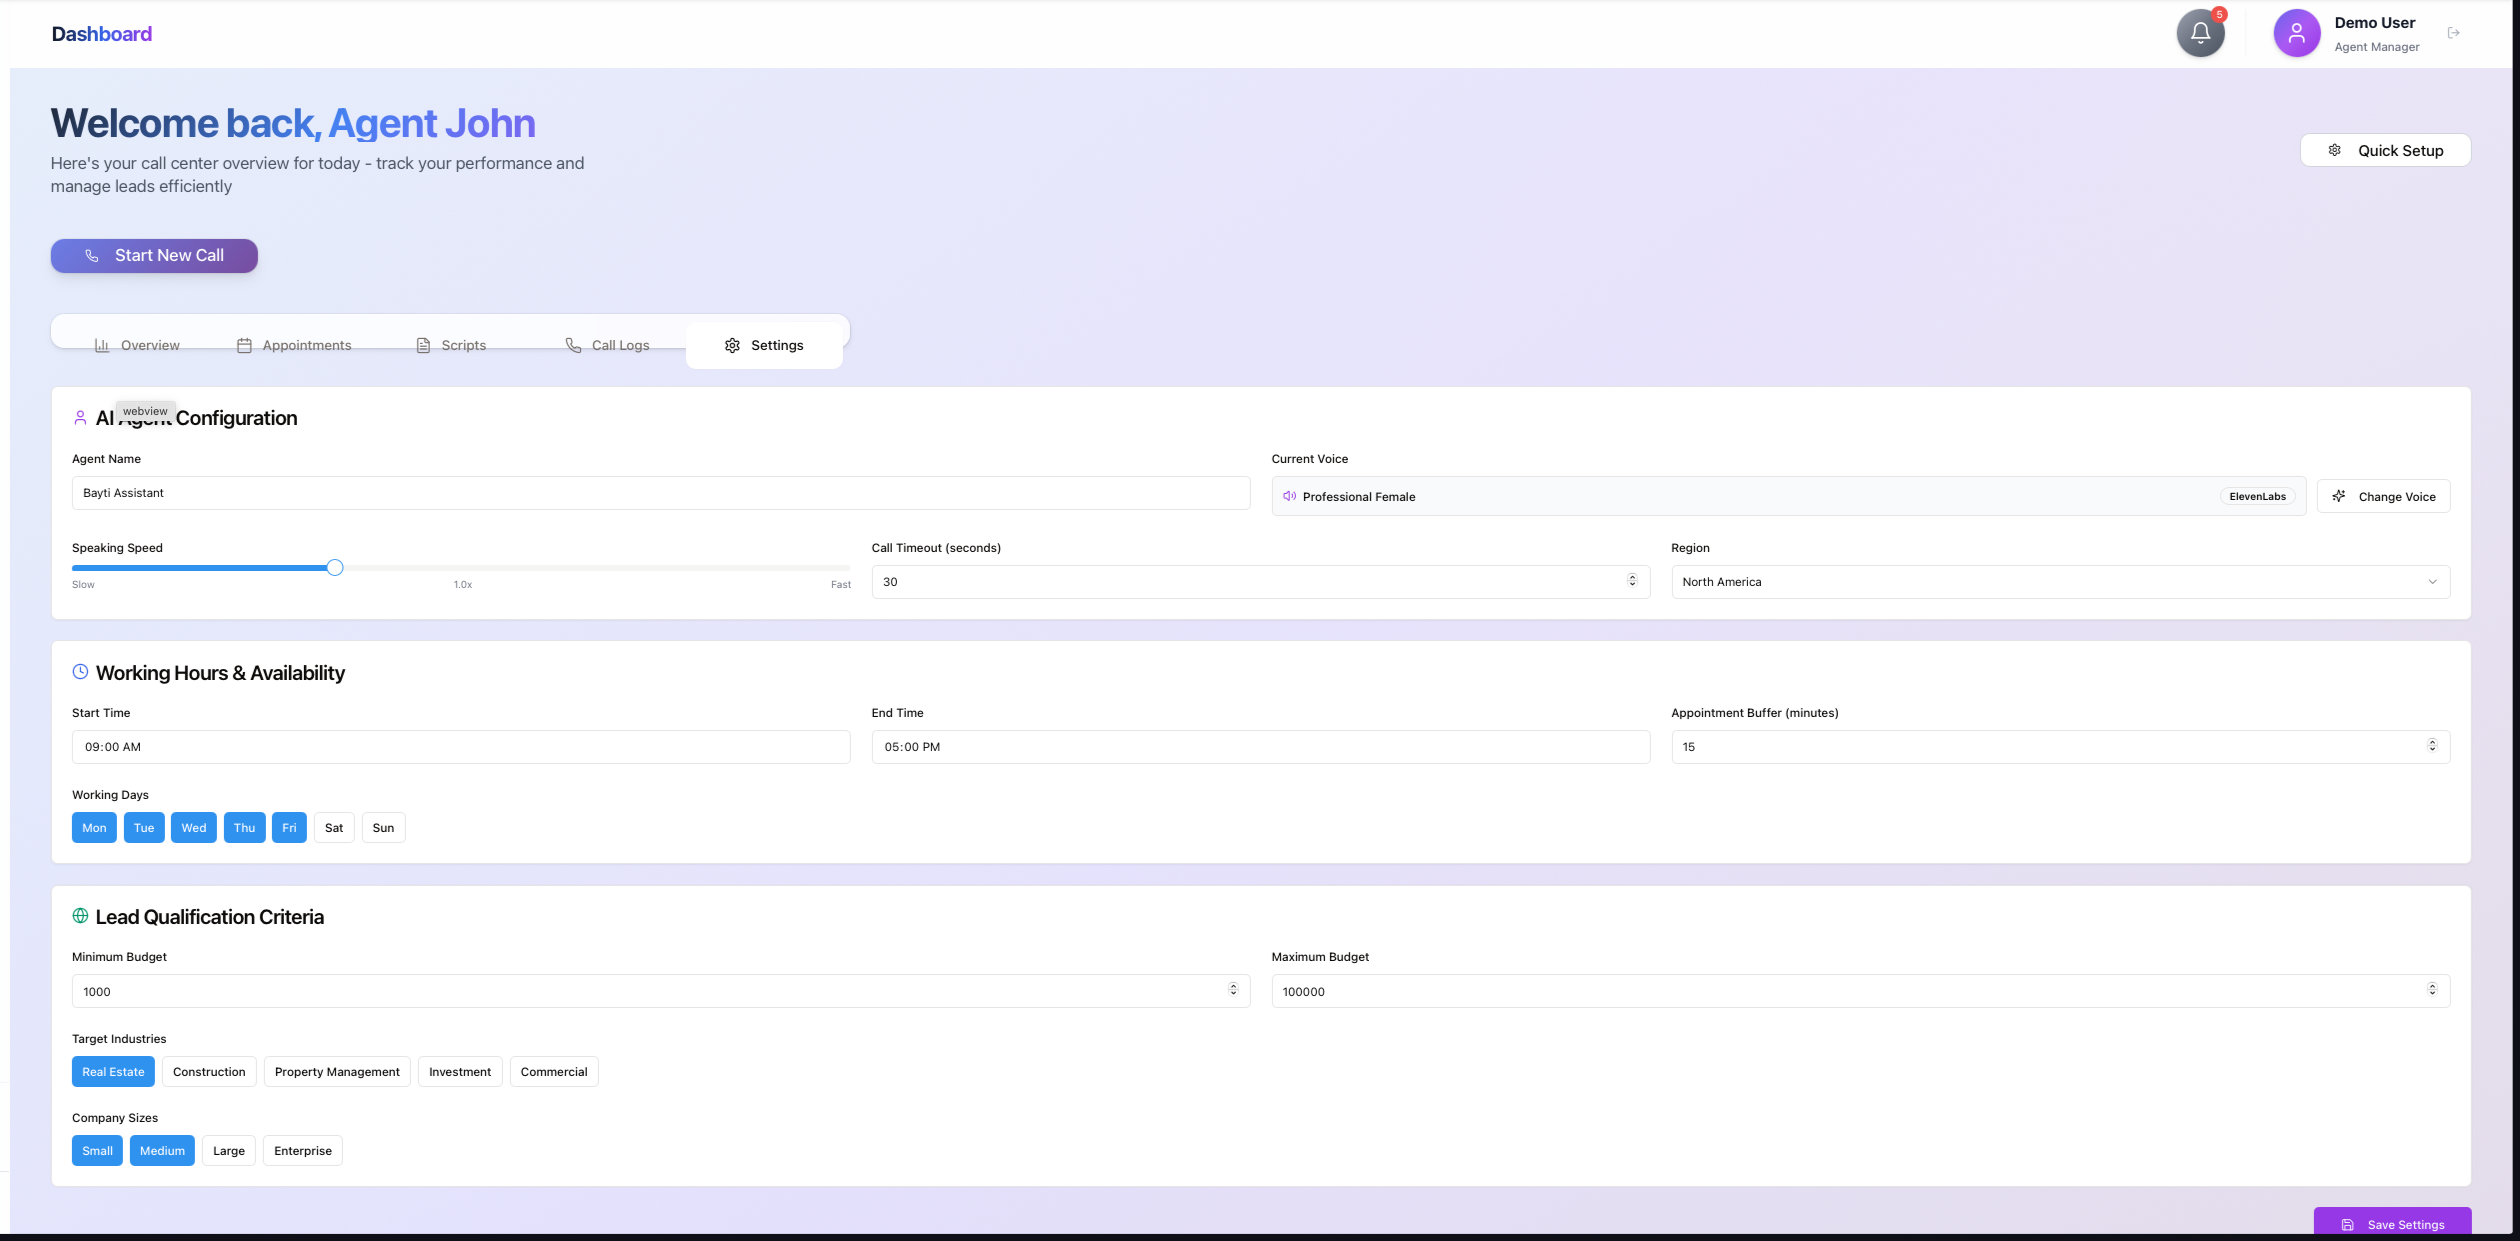 Dashboard
5
Demo User
Agent Manager
Welcome back, Agent John
Here's your call center overview for today - track your performance and
manage leads efficiently
Quick Setup
Start New Call
Overview
Appointments
Scripts
Call Logs
Settings
webview
AI Agent Configuration
Agent Name
Current Voice
Bayti Assistant
Professional Female
ElevenLabs
Change Voice
Speaking Speed
Call Timeout (seconds)
Region
Slow
1.0x
Fast
30
North America
Working Hours & Availability
Start Time
End Time
Appointment Buffer (minutes)
09:00 AM
05:00 PM
15
Working Days
Mon
Tue
Wed
Thu
Fri
Sat
Sun
Lead Qualification Criteria
Minimum Budget
Maximum Budget
1000
100000
Target Industries
Real Estate
Construction
Property Management
Investment
Commercial
Company Sizes
Small
Medium
Large
Enterprise
Save Settings